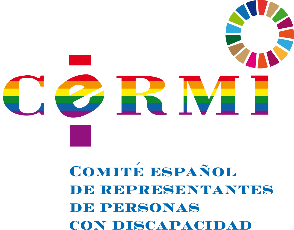 CeRMI
COMITÉ ESPAÑOL
DE REPRESENTANTES
DE PERSONAS
CON DISCAPACIDAD